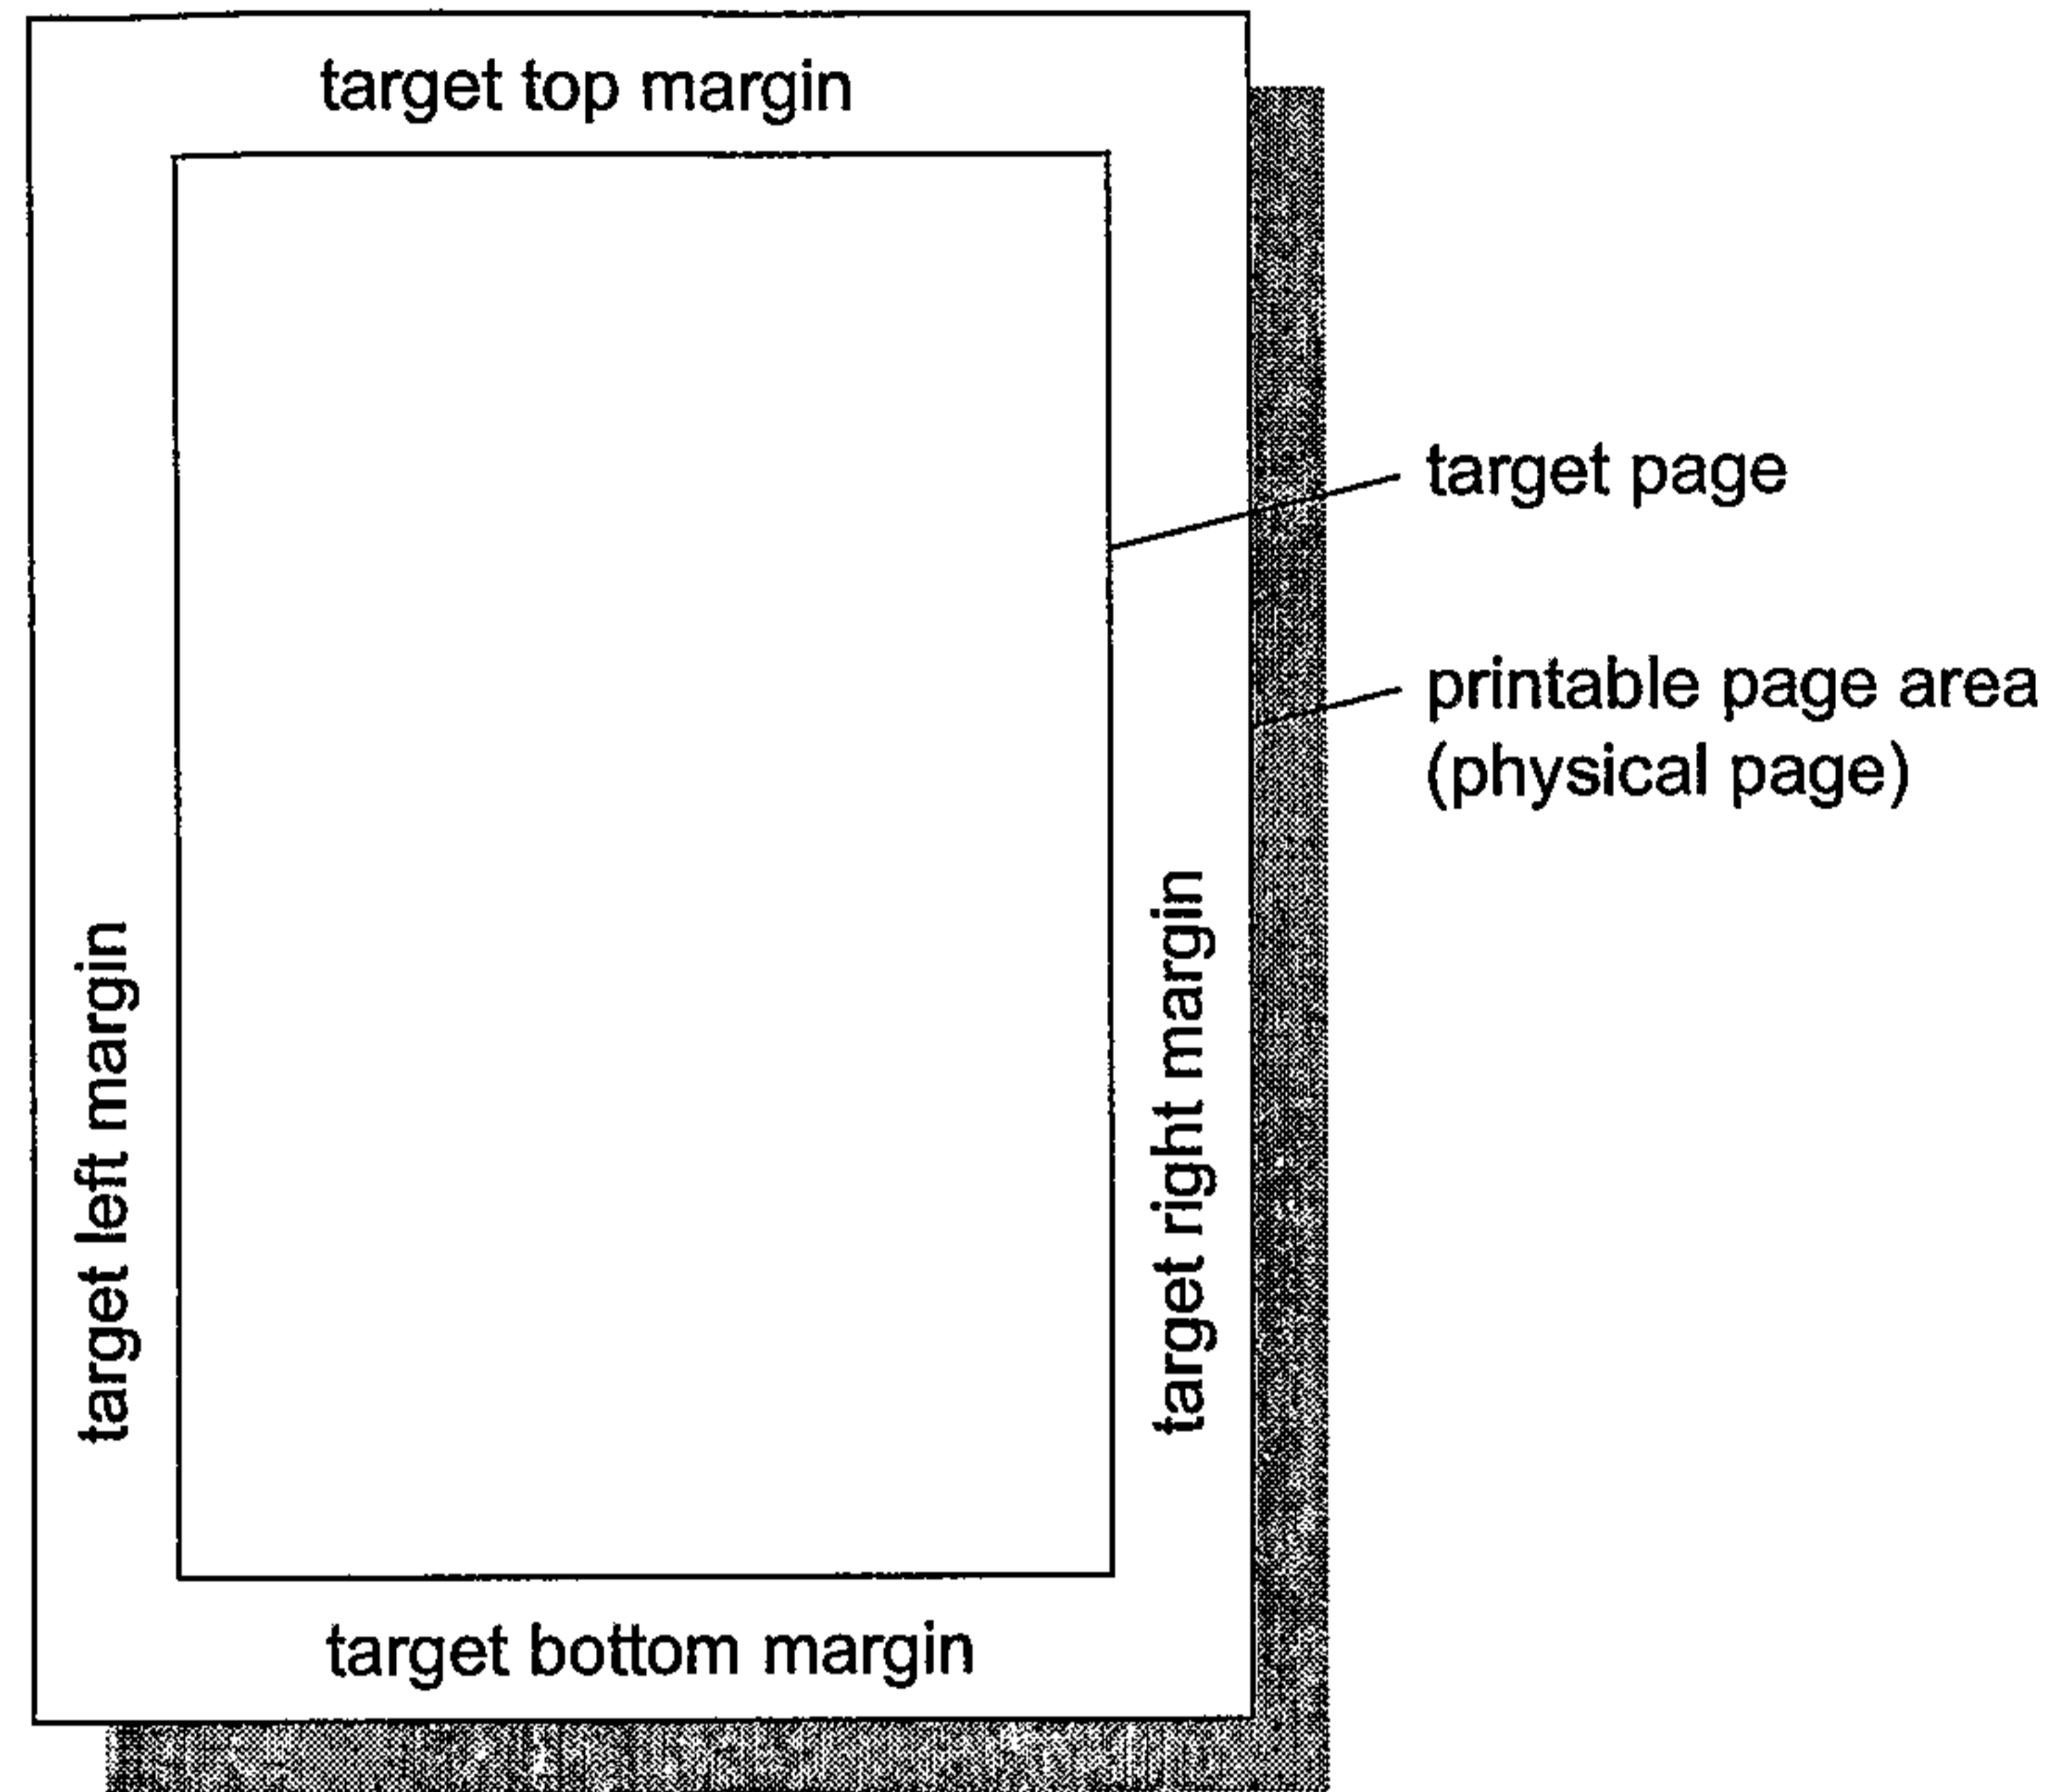 target top margin
target page
printable page area
(physical page)
target left margin
target right margin
target bottom margin